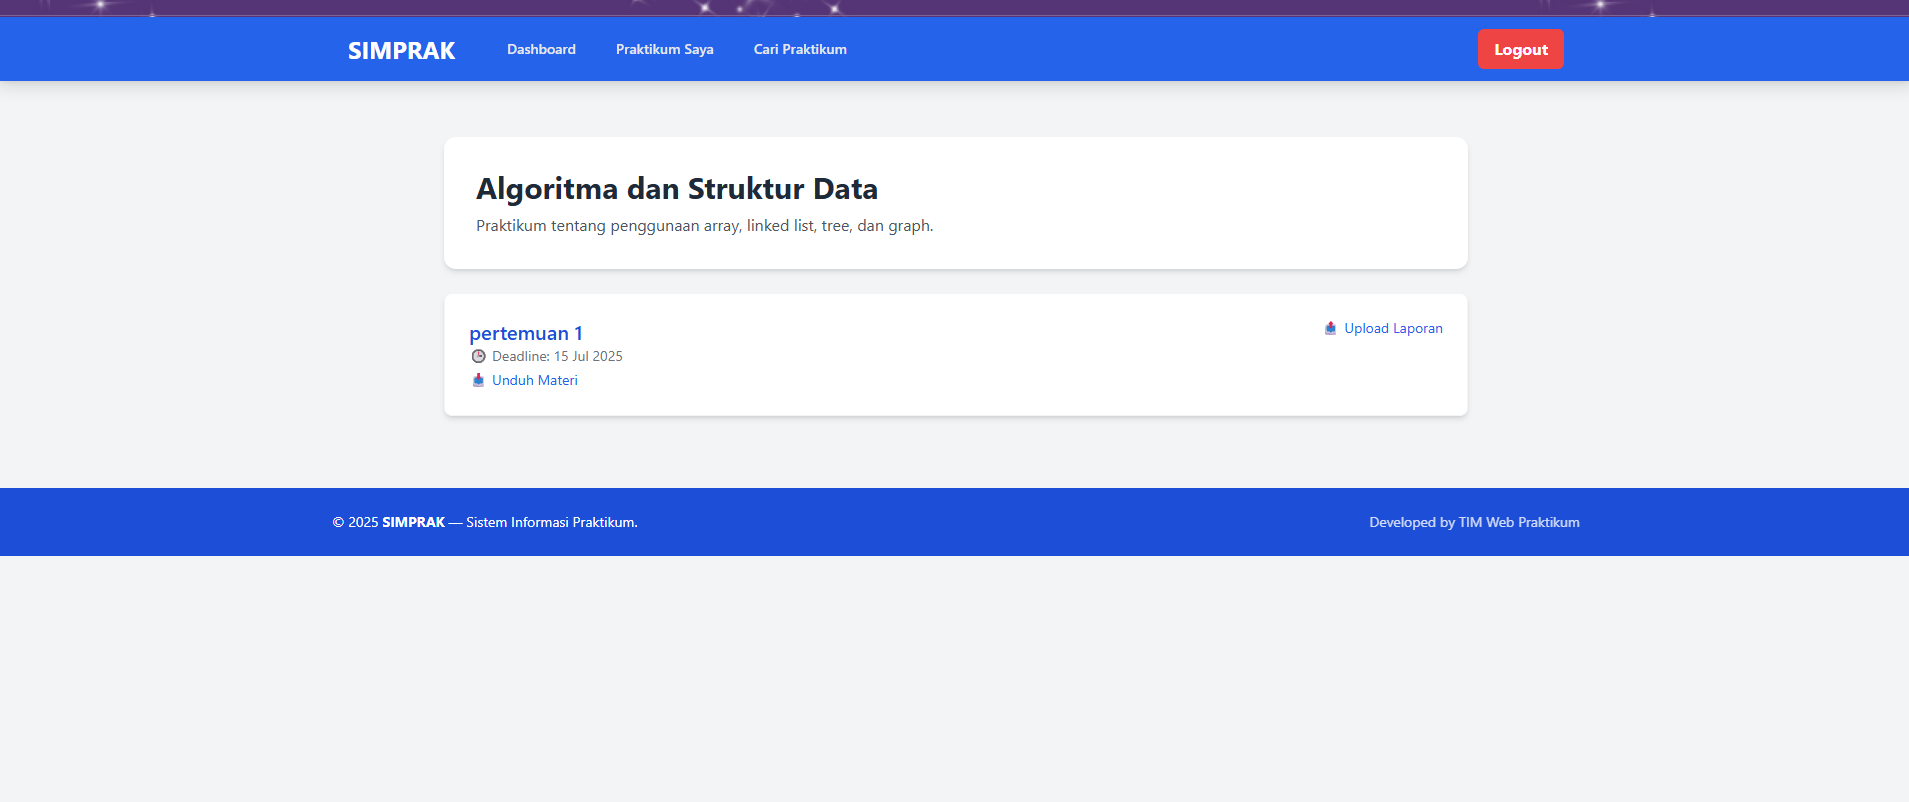 SIMPRAK Dashboard Praktikum Saya Cari Praktikum Logout
Algoritma dan Struktur Data
Praktikum tentang penggunaan array, linked list, tree, dan graph.
pertemuan 1
Deadline: 15 Jul 2025
Unduh Materi
Upload Laporan
© 2025 SIMPRAK — Sistem Informasi Praktikum.
Developed by TIM Web Praktikum